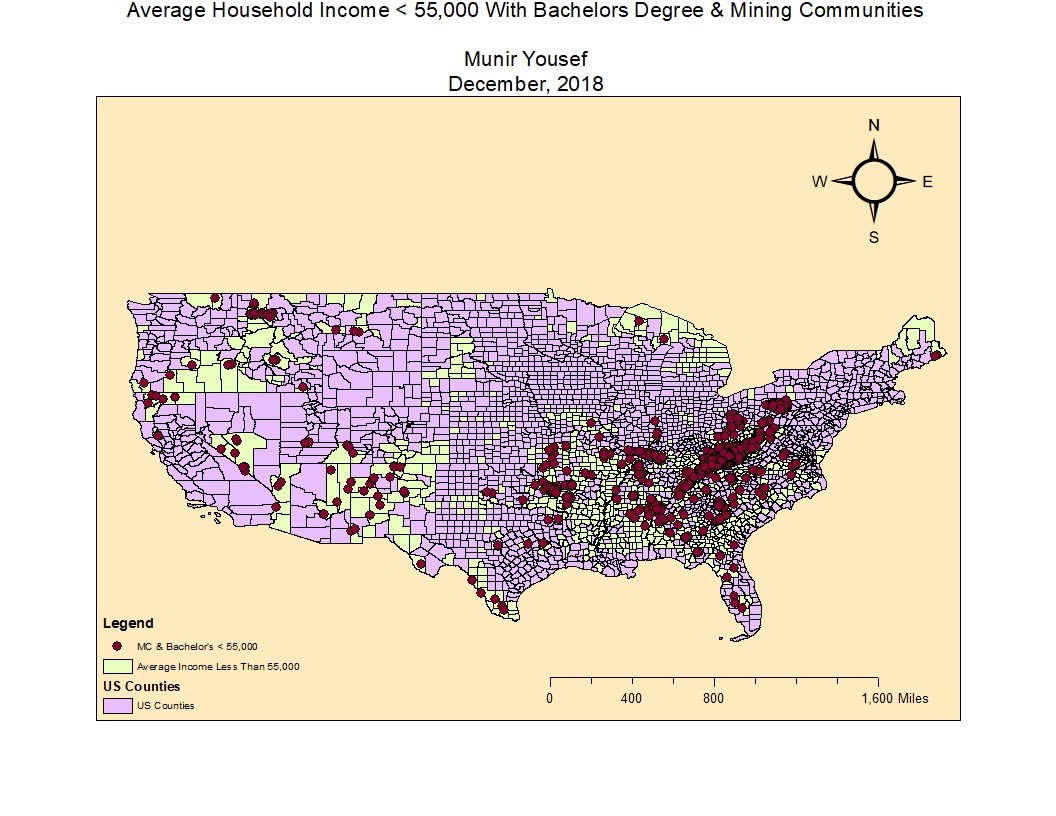 Average Household Income < 55,000 With Bachelors Degree & Mining Communities
Munir Yousef
December, 2018
N
W E
S
Legend
MC & Bachelor's < 55,000
Average Income Less Than 55,000
US Counties
US Counties
0 400 800 1,600 Miles